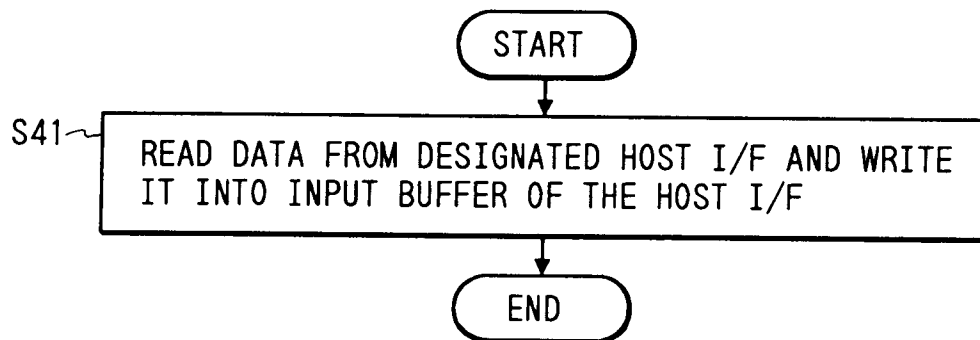 START
S41
READ DATA FROM DESIGNATED HOST I/F AND WRITE
IT INTO INPUT BUFFER OF THE HOST I/F
END